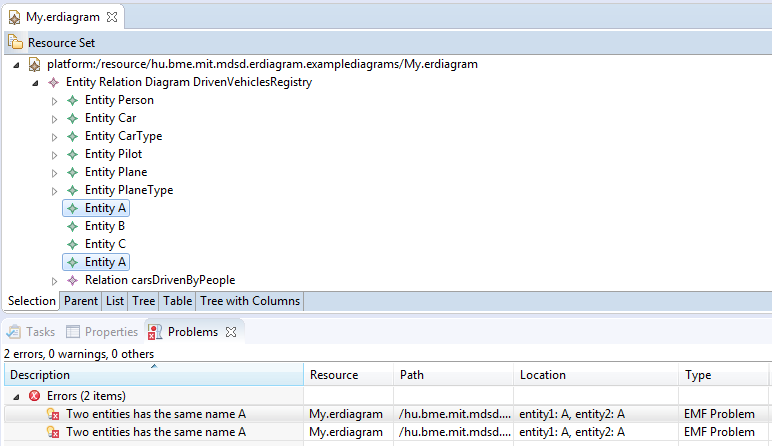 My.erdiagram
Resource Set
platform:/resource/hu.bme.mit.mdsd.erdiagram.examplediagrams/My.erdiagram
Entity Relation Diagram DrivenVehiclesRegistry
Entity Person
Entity Car
Entity CarType
Entity Pilot
Entity Plane
Entity PlaneType
Entity A
Entity B
Entity C
Entity A
Relation carsDrivenByPeople
Selection Parent List Tree Table Tree with Columns
Tasks Properties Problems
2 errors, 0 warnings, 0 others
Description Resource Path Location Type
Errors (2 items)
Two entities has the same name A My.erdiagram /hu.bme.mit.mdsd.... entity1: A, entity2: A EMF Problem
Two entities has the same name A My.erdiagram /hu.bme.mit.mdsd.... entity1: A, entity2: A EMF Problem